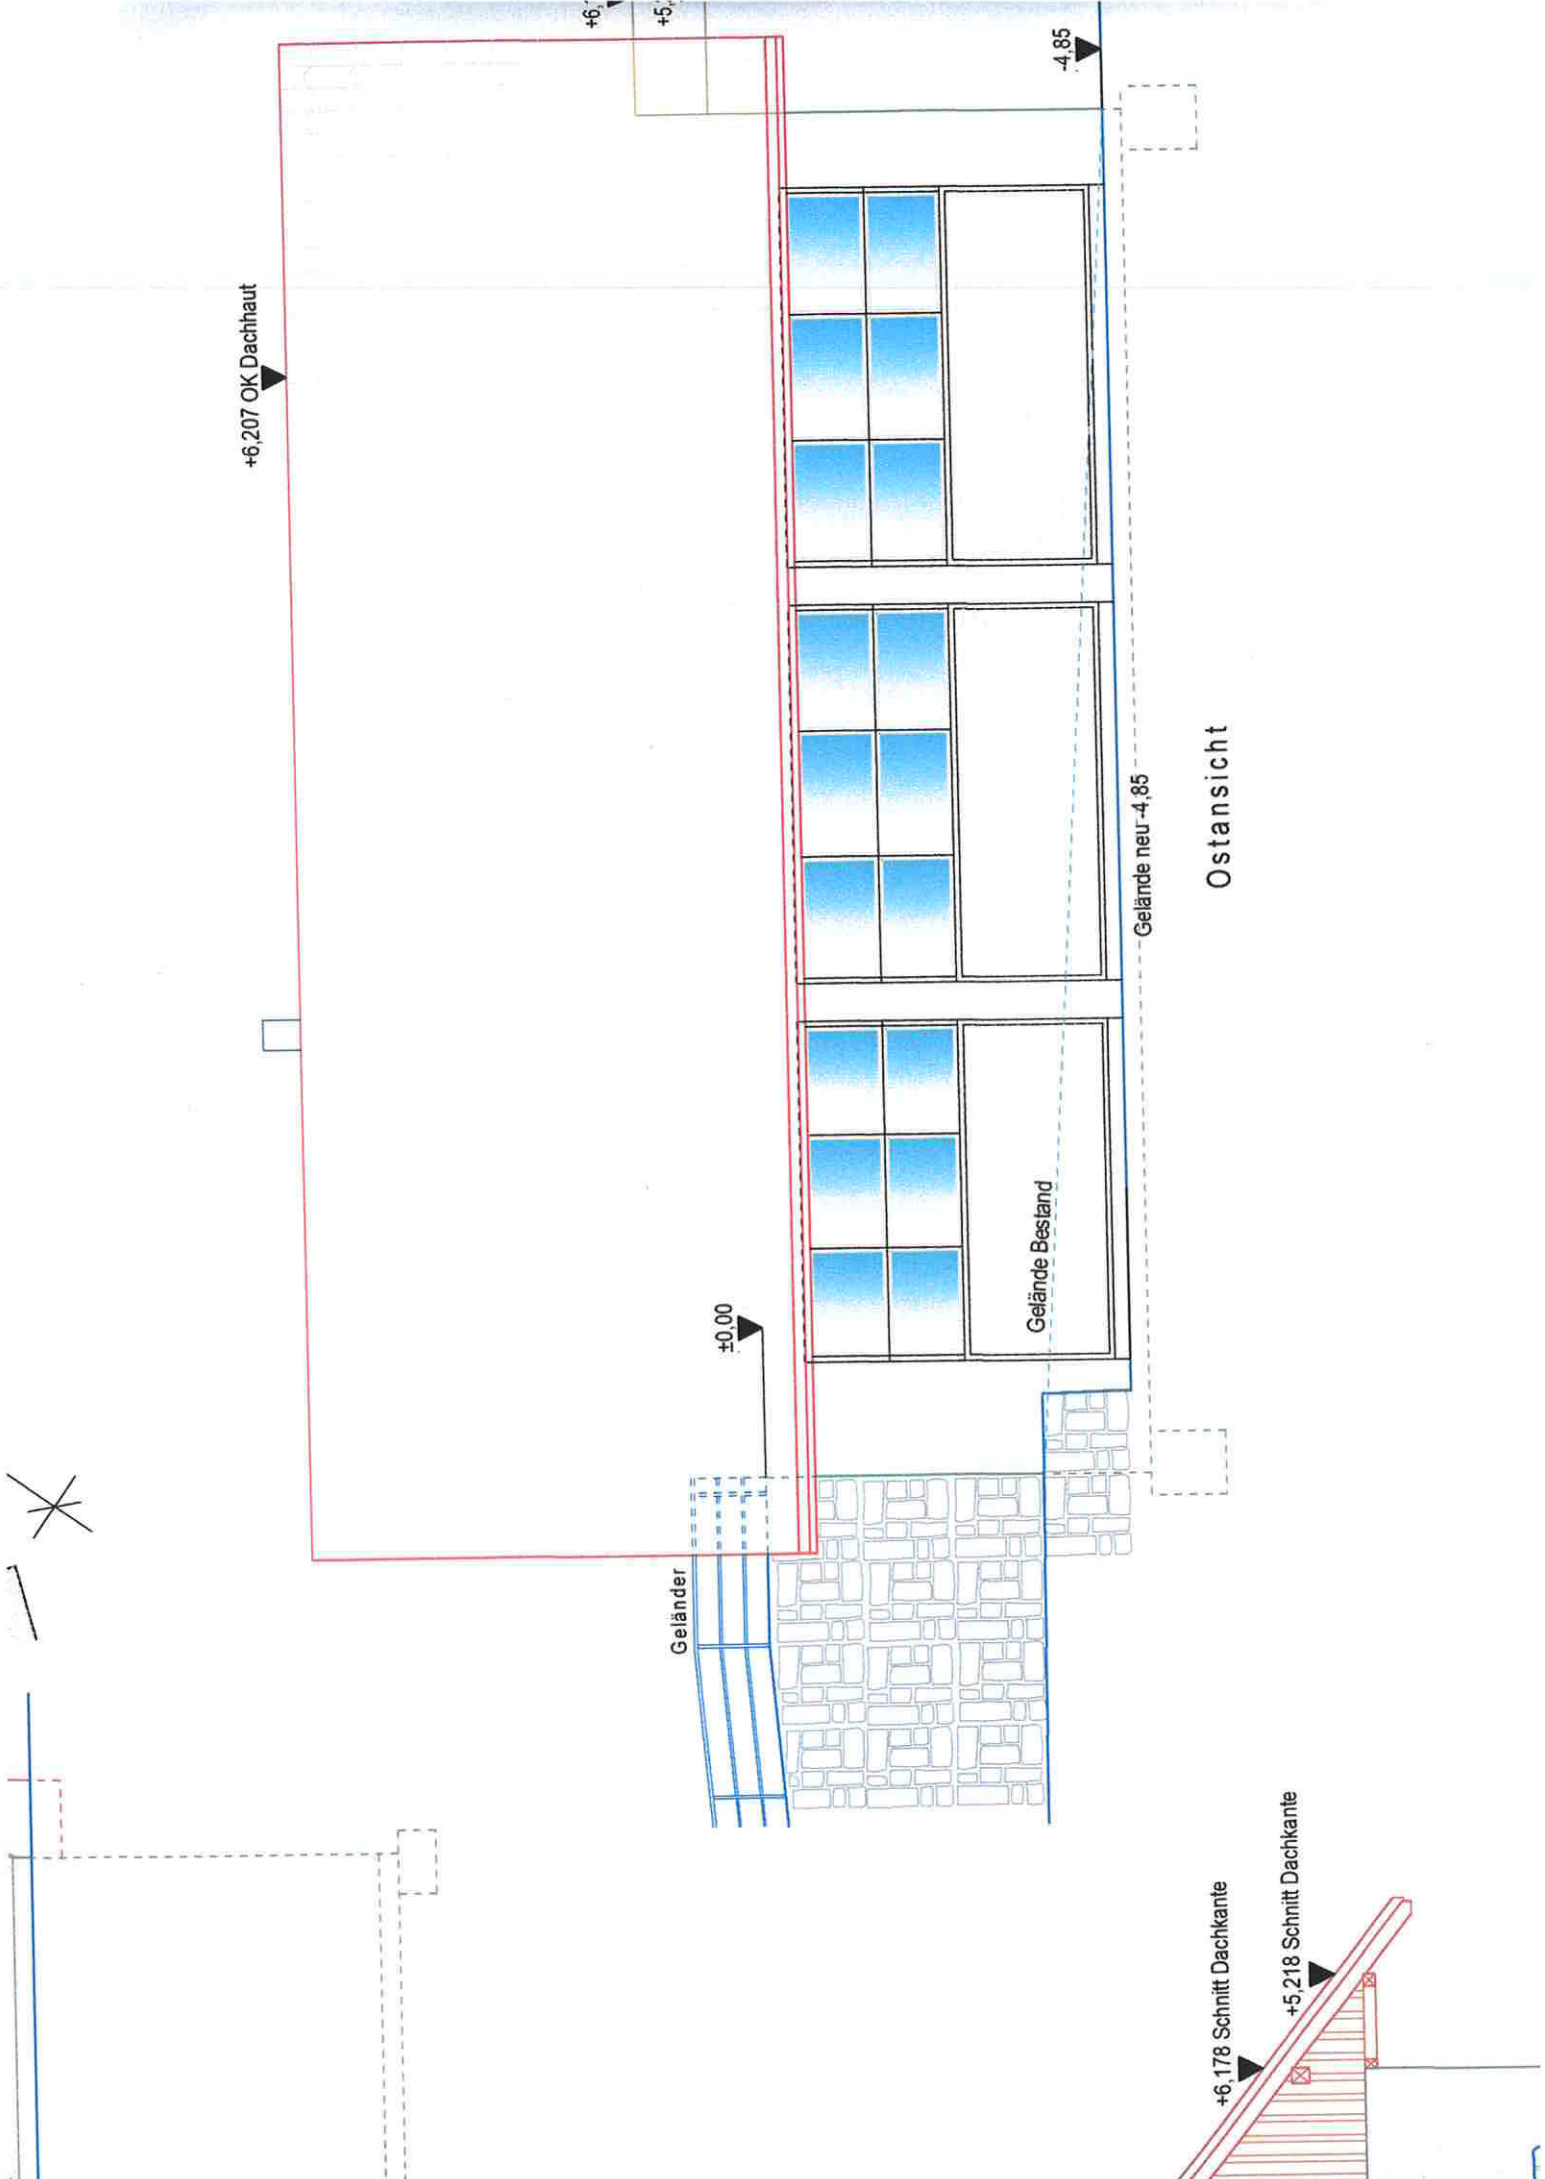 +6,207 OK Dachhaut
-4,85
±0,00
Geländer
Gelände Bestand
Gelände neu -4,85
Ostansicht
+6,178 Schnitt Dachkante
+5,218 Schnitt Dachkante